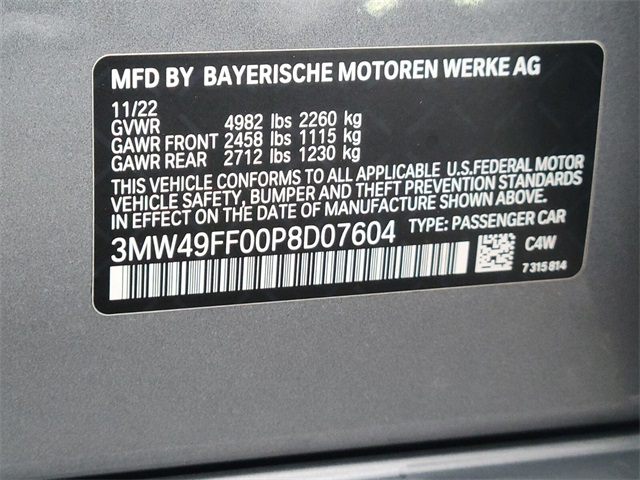 MFD BY BAYERISCHE MOTOREN WERKE AG
11/22
GVWR 4982 lbs 2260 kg
GAWR FRONT 2458 lbs 1115 kg
GAWR REAR 2712 lbs 1230 kg
THIS VEHICLE CONFORMS TO ALL APPLICABLE U.S.FEDERAL MOTOR
VEHICLE SAFETY, BUMPER AND THEFT PREVENTION STANDARDS
IN EFFECT ON THE DATE OF MANUFACTURE SHOWN ABOVE.
3MW49FF00P8D07604 TYPE: PASSENGER CAR
C4W
7 315 814